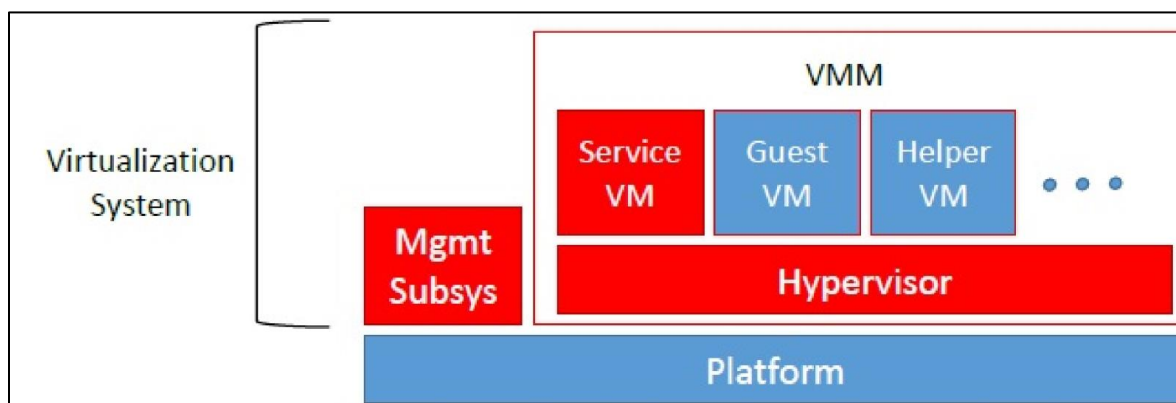 Virtualization
System
VMM
Service
VM
Guest
VM
Helper
VM
Mgmt
Subsys
Hypervisor
Platform